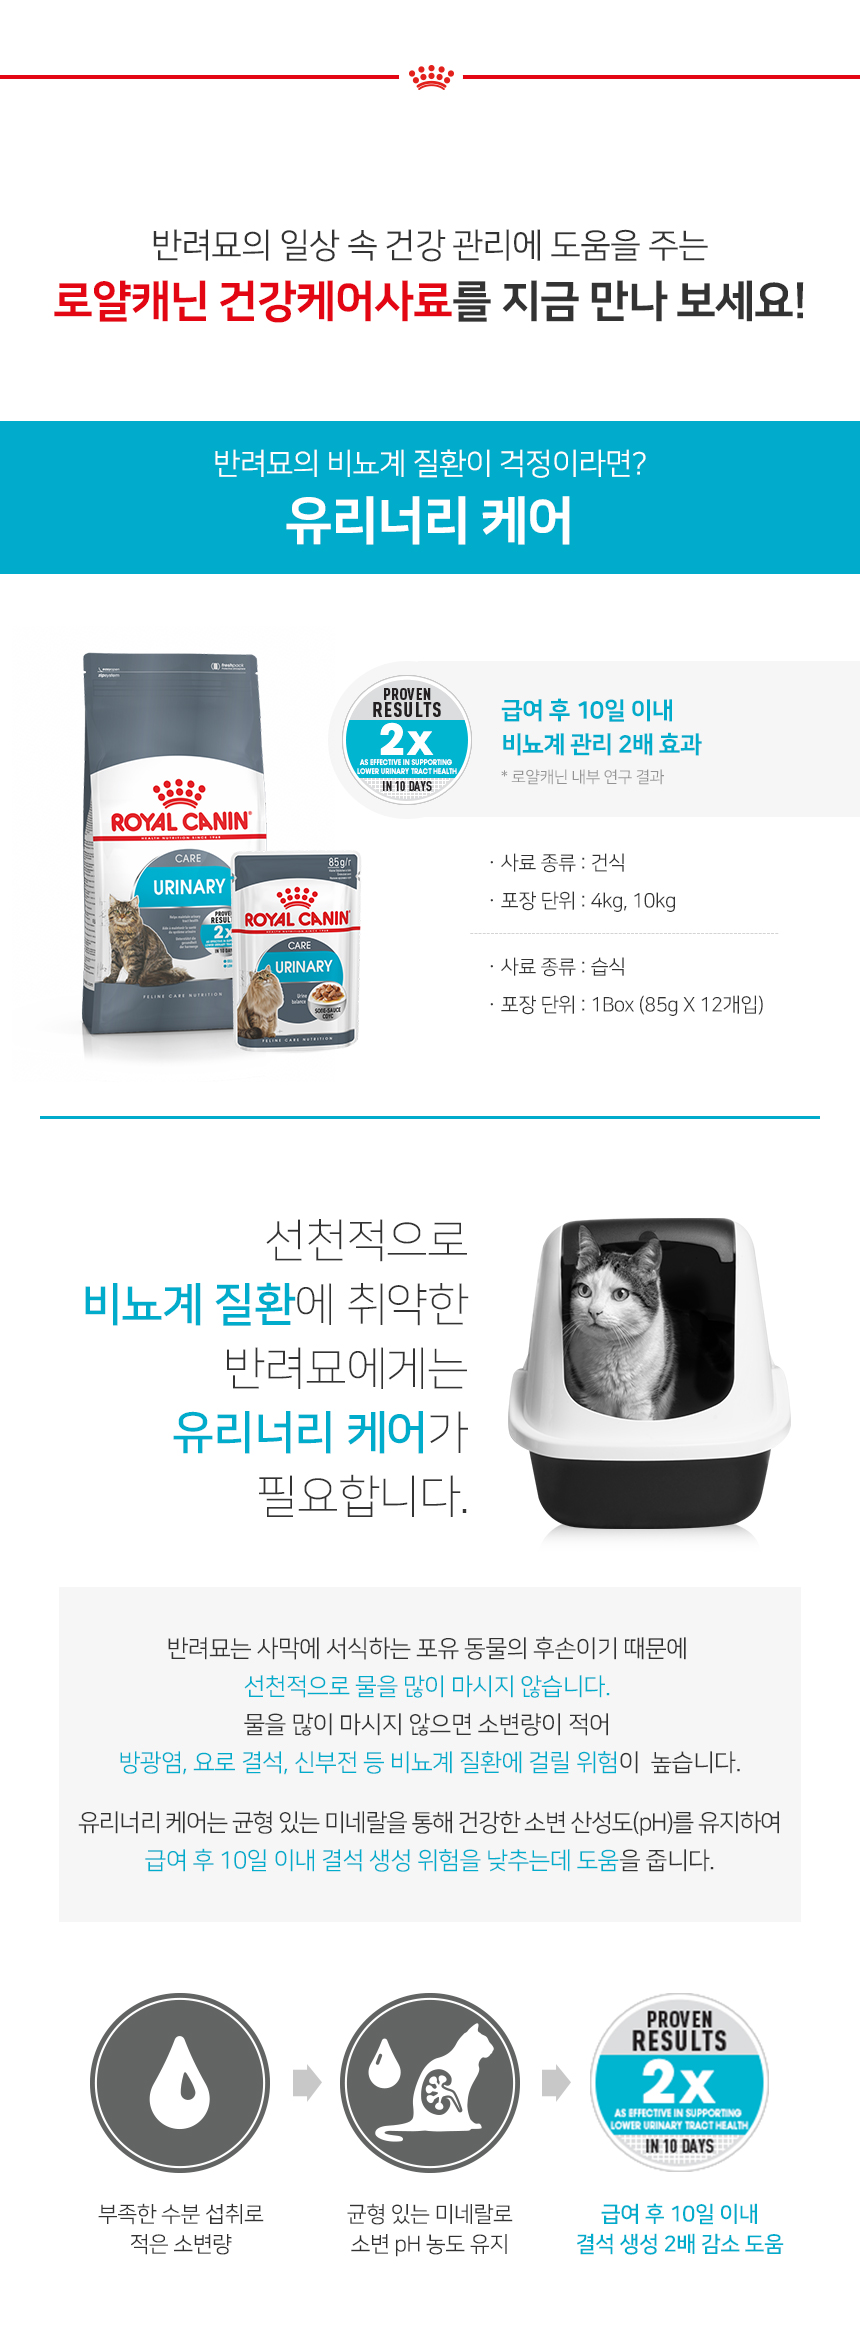 반려묘의 일상 속 건강 관리에 도움을 주는
로얄캐닌 건강케어사료를 지금 만나 보세요!
반려묘의 비뇨계 질환이 걱정이라면?
유리너리 케어
ROYAL CANIN
CARE
URINARY
FELINE CARE NUTRITION
85g/r
ROYAL CANIN
CARE
URINARY
Urine
balance
FELINE CARE NUTRITION
PROVEN
RESULTS
2x
AS EFFECTIVE IN SUPPORTING
LOWER URINARY TRACT HEALTH
IN 10 DAYS
급여 후 10일 이내
비뇨계 관리 2배 효과
* 로얄캐닌 내부 연구 결과
· 사료 종류 : 건식
· 포장 단위 : 4kg, 10kg
· 사료 종류 : 습식
· 포장 단위 : 1Box (85g X 12개입)
선천적으로
비뇨계 질환에 취약한
반려묘에게는
유리너리 케어가
필요합니다.
반려묘는 사막에 서식하는 포유 동물의 후손이기 때문에
선천적으로 물을 많이 마시지 않습니다.
물을 많이 마시지 않으면 소변량이 적어
방광염, 요로 결석, 신부전 등 비뇨계 질환에 걸릴 위험이 높습니다.
유리너리 케어는 균형 있는 미네랄을 통해 건강한 소변 산성도(pH)를 유지하여
급여 후 10일 이내 결석 생성 위험을 낮추는데 도움을 줍니다.
부족한 수분 섭취로
적은 소변량
균형 있는 미네랄로
소변 pH 농도 유지
PROVEN
RESULTS
2x
AS EFFECTIVE IN SUPPORTING
LOWER URINARY TRACT HEALTH
IN 10 DAYS
급여 후 10일 이내
결석 생성 2배 감소 도움